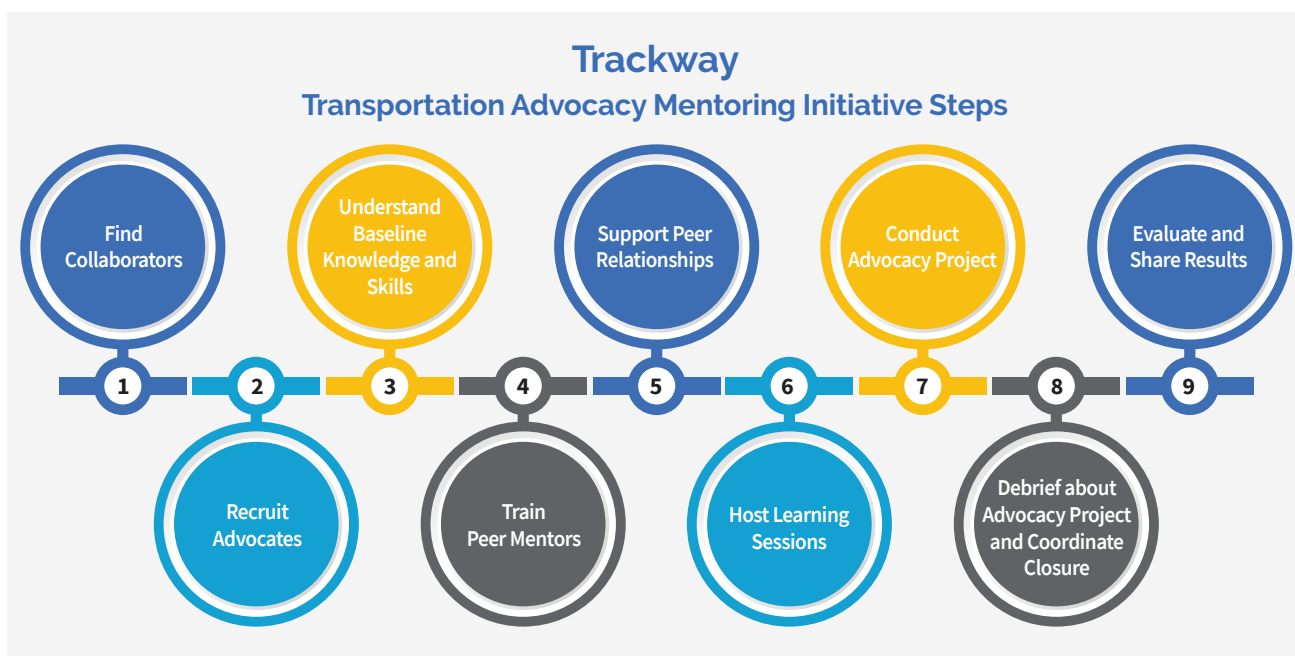 Trackway
Transportation Advocacy Mentoring Initiative Steps
1
Find
Collaborators
2
Recruit
Advocates
3
Understand
Baseline
Knowledge and
Skills
4
Train
Peer Mentors
5
Support Peer
Relationships
6
Host Learning
Sessions
7
Conduct
Advocacy Project
8
Debrief about
Advocacy Project
and Coordinate
Closure
9
Evaluate and
Share Results